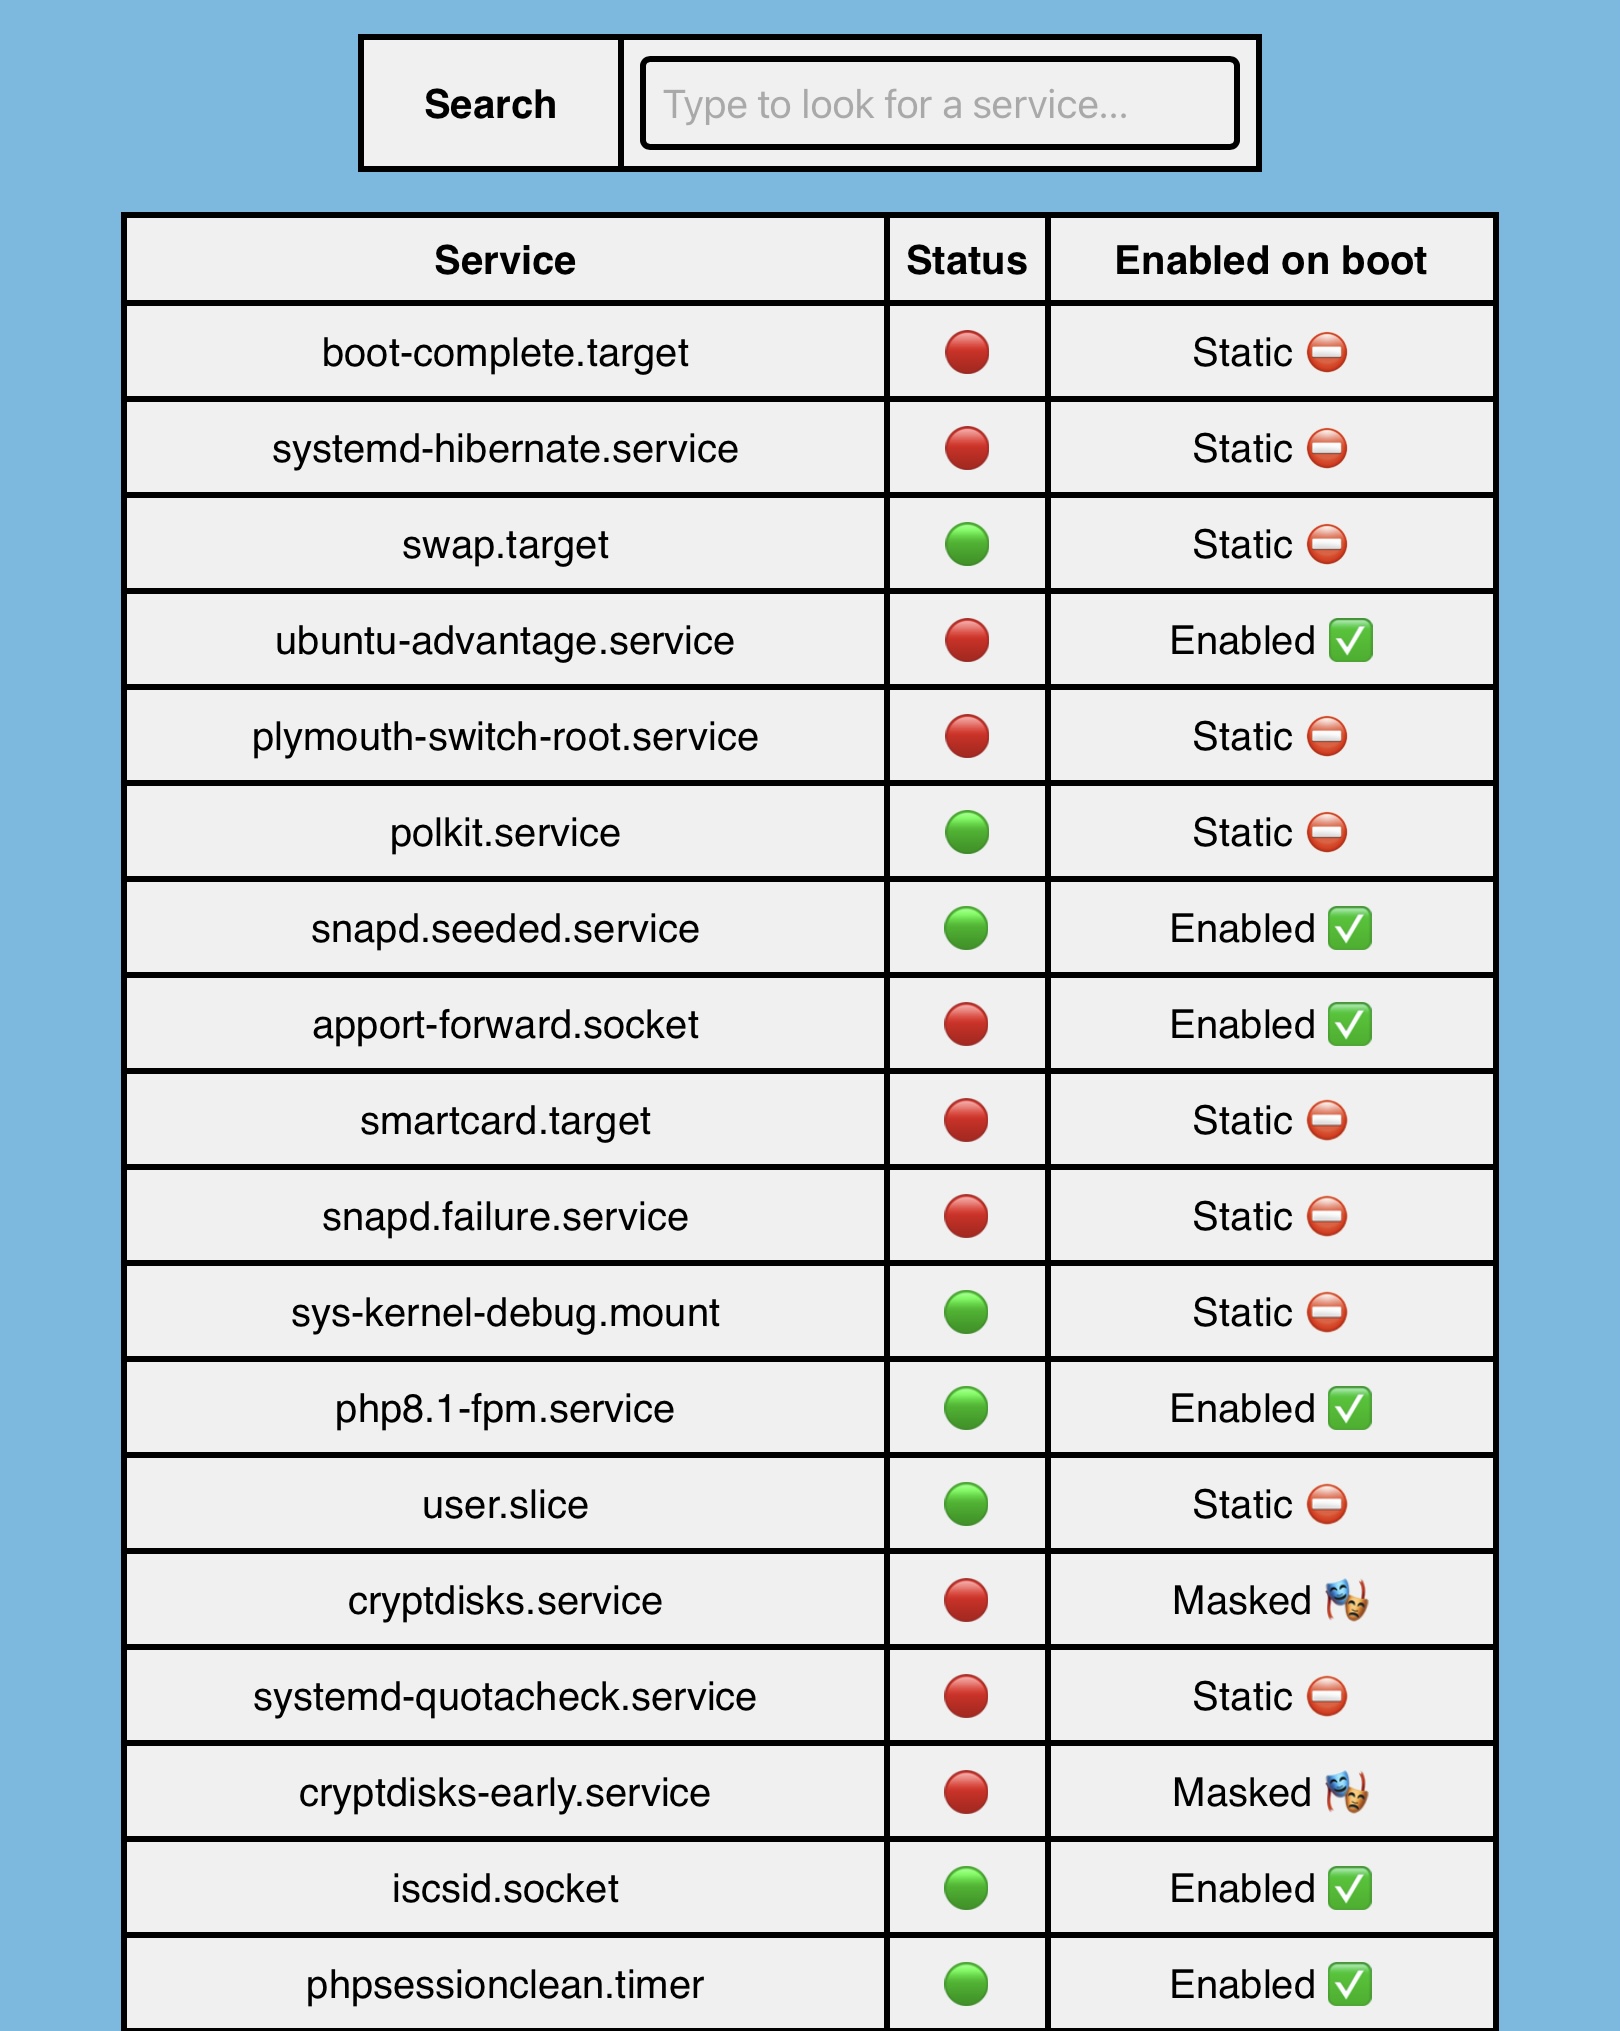 Search
Type to look for a service...
Service Status Enabled on boot
boot-complete.target Static
systemd-hibernate.service Static
swap.target Static
ubuntu-advantage.service Enabled
plymouth-switch-root.service Static
polkit.service Static
snapd.seeded.service Enabled
apport-forward.socket Enabled
smartcard.target Static
snapd.failure.service Static
sys-kernel-debug.mount Static
php8.1-fpm.service Enabled
user.slice Static
cryptdisks.service Masked
systemd-quotacheck.service Static
cryptdisks-early.service Masked
iscsid.socket Enabled
phpsessionclean.timer Enabled